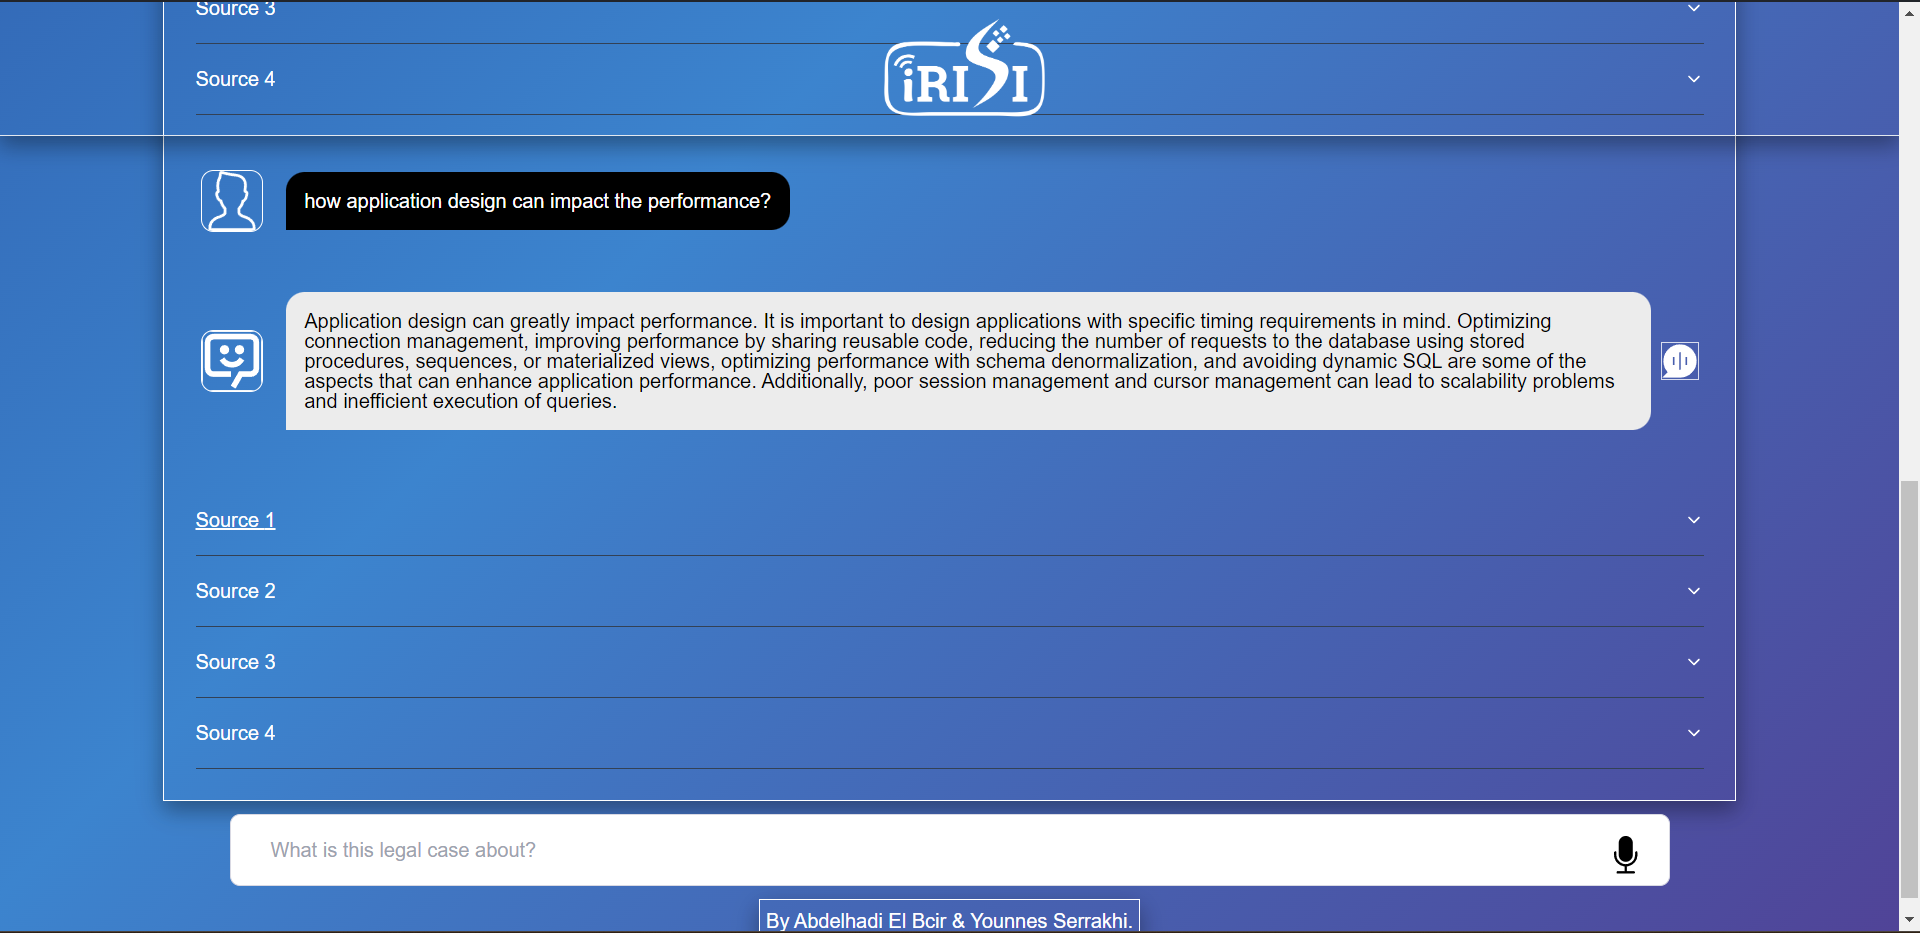 Source 3
iRISI
Source 4
how application design can impact the performance?
Application design can greatly impact performance. It is important to design applications with specific timing requirements in mind. Optimizing
connection management, improving performance by sharing reusable code, reducing the number of requests to the database using stored
procedures, sequences, or materialized views, optimizing performance with schema denormalization, and avoiding dynamic SQL are some of the
aspects that can enhance application performance. Additionally, poor session management and cursor management can lead to scalability problems
and inefficient execution of queries.
Source 1
Source 2
Source 3
Source 4
What is this legal case about?
By Abdelhadi El Bcir & Younnes Serrakhi.